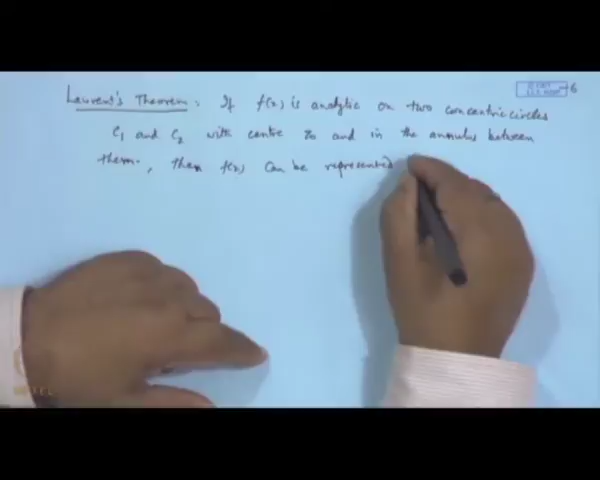 Laurent's Theorem: If f(z) is analytic on two concentric circles
C1 and C2 with centre z0 and in the annulus between
them, then f(z) can be represented